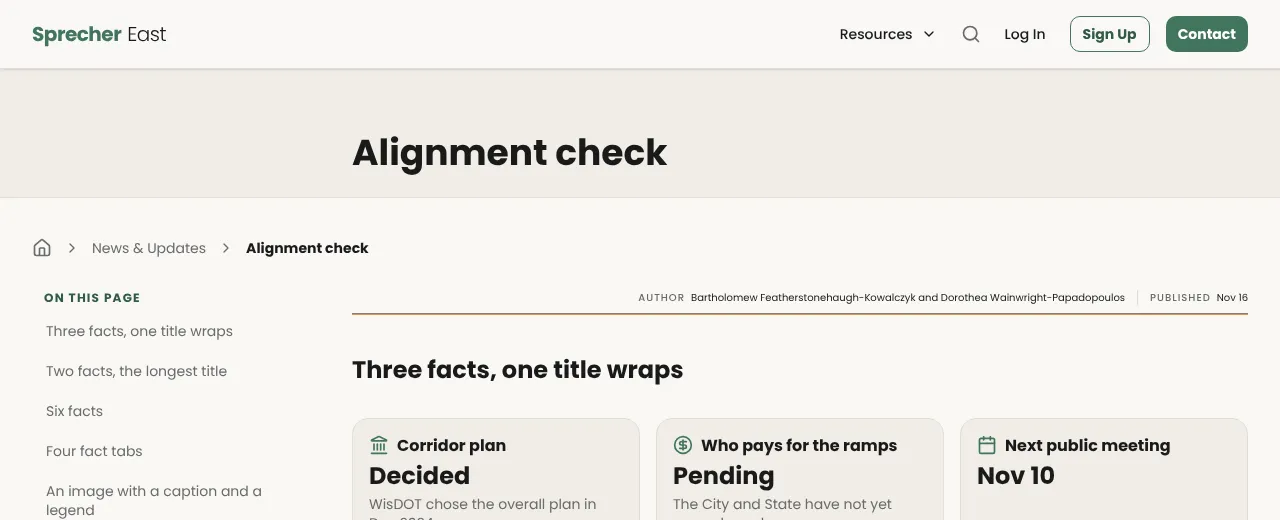 Sprecher East
Resources
Log In
Sign Up
Contact
Alignment check
News & Updates
Alignment check
ON THIS PAGE
Three facts, one title wraps
Two facts, the longest title
Six facts
Four fact tabs
An image with a caption and a
legend
AUTHOR Bartholomew Featherstonehaugh-Kowalczyk and Dorothea Wainwright-Papadopoulos
PUBLISHED Nov 16
Three facts, one title wraps
Corridor plan
Decided
WisDOT chose the overall plan in
Who pays for the ramps
Pending
The City and State have not yet
Next public meeting
Nov 10